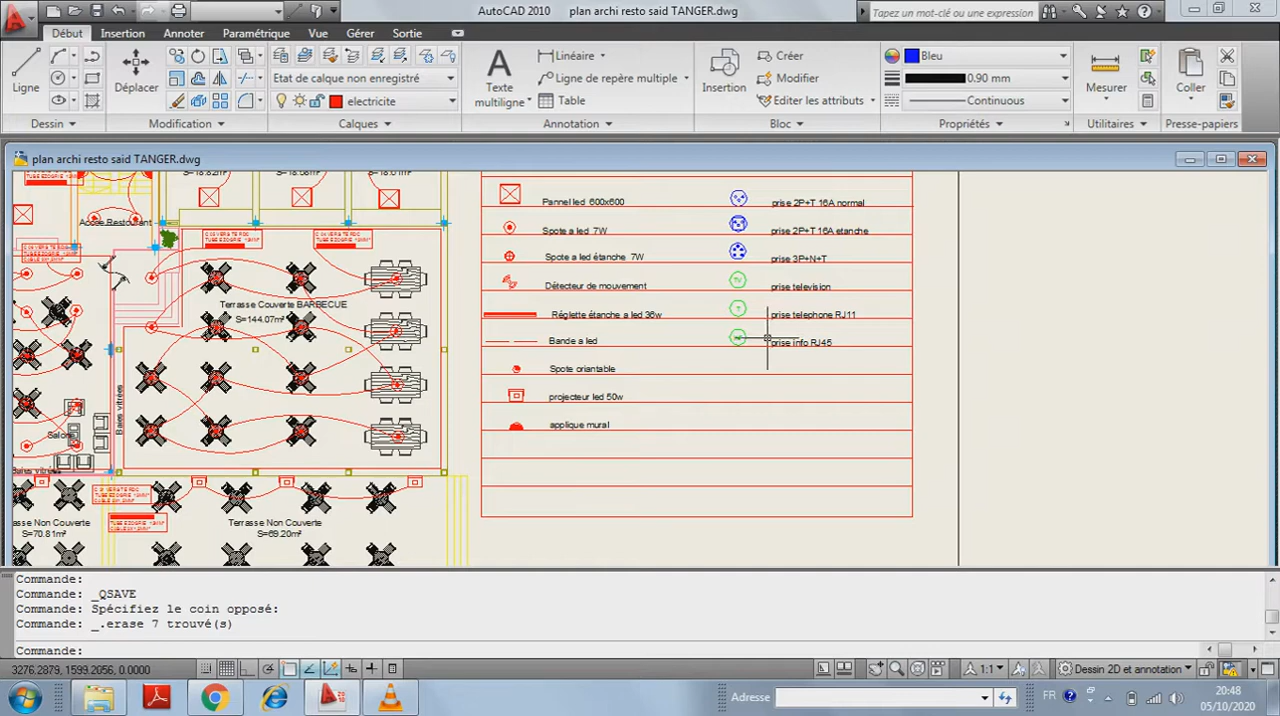 AutoCAD 2010 plan archi resto said TANGER.dwg
Tapez un mot-clé ou une expression
Début Insertion Annoter Paramétrique Vue Gérer Sortie
Ligne
Déplacer
Etat de calque non enregistré
electricite
Texte
multiligne
Linéaire
Ligne de repère multiple
Table
Insertion
Créer
Modifier
Editer les attributs
Bleu
0.90 mm
Continuous
Mesurer
Coller
Dessin Modification Calques Annotation Bloc Propriétés Utilitaires Presse-papiers
plan archi resto said TANGER.dwg
Terrasse Couverte BARBECUE
S=144.07m²
Baies vitrées
Salon
Baies vitrées
asse Non Couverte
S=70.81m²
Terrasse Non Couverte
S=69.20m²
Pannel led 600x600
prise 2P+T 16A normal
Spote a led 7W
prise 2P+T 16A etanche
Spote a led étanche 7W
prise 3P+N+T
Détecteur de mouvement
prise television
Réglette étanche a led 36w
prise telephone RJ11
Bande a led
prise info RJ45
Spote oriantable
projecteur led 50w
applique mural
Commande:
Commande: _QSAVE
Commande: Spécifiez le coin opposé:
Commande: _.erase 7 trouvé(s)
Commande:
3276.2879, 1599.2056, 0.0000
1:1
Dessin 2D et annotation
Adresse
FR
20:48
05/10/2020